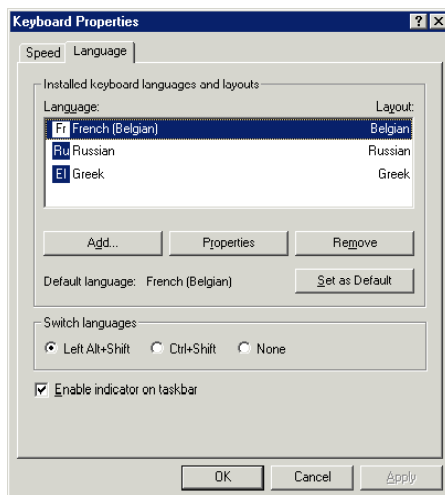 Keyboard Properties
Speed Language
Installed keyboard languages and layouts
Language: Layout:
Fr French (Belgian) Belgian
Ru Russian Russian
El Greek Greek
Add... Properties Remove
Default language: French (Belgian) Set as Default
Switch languages
Left Alt+Shift Ctrl+Shift None
Enable indicator on taskbar
OK Cancel Apply